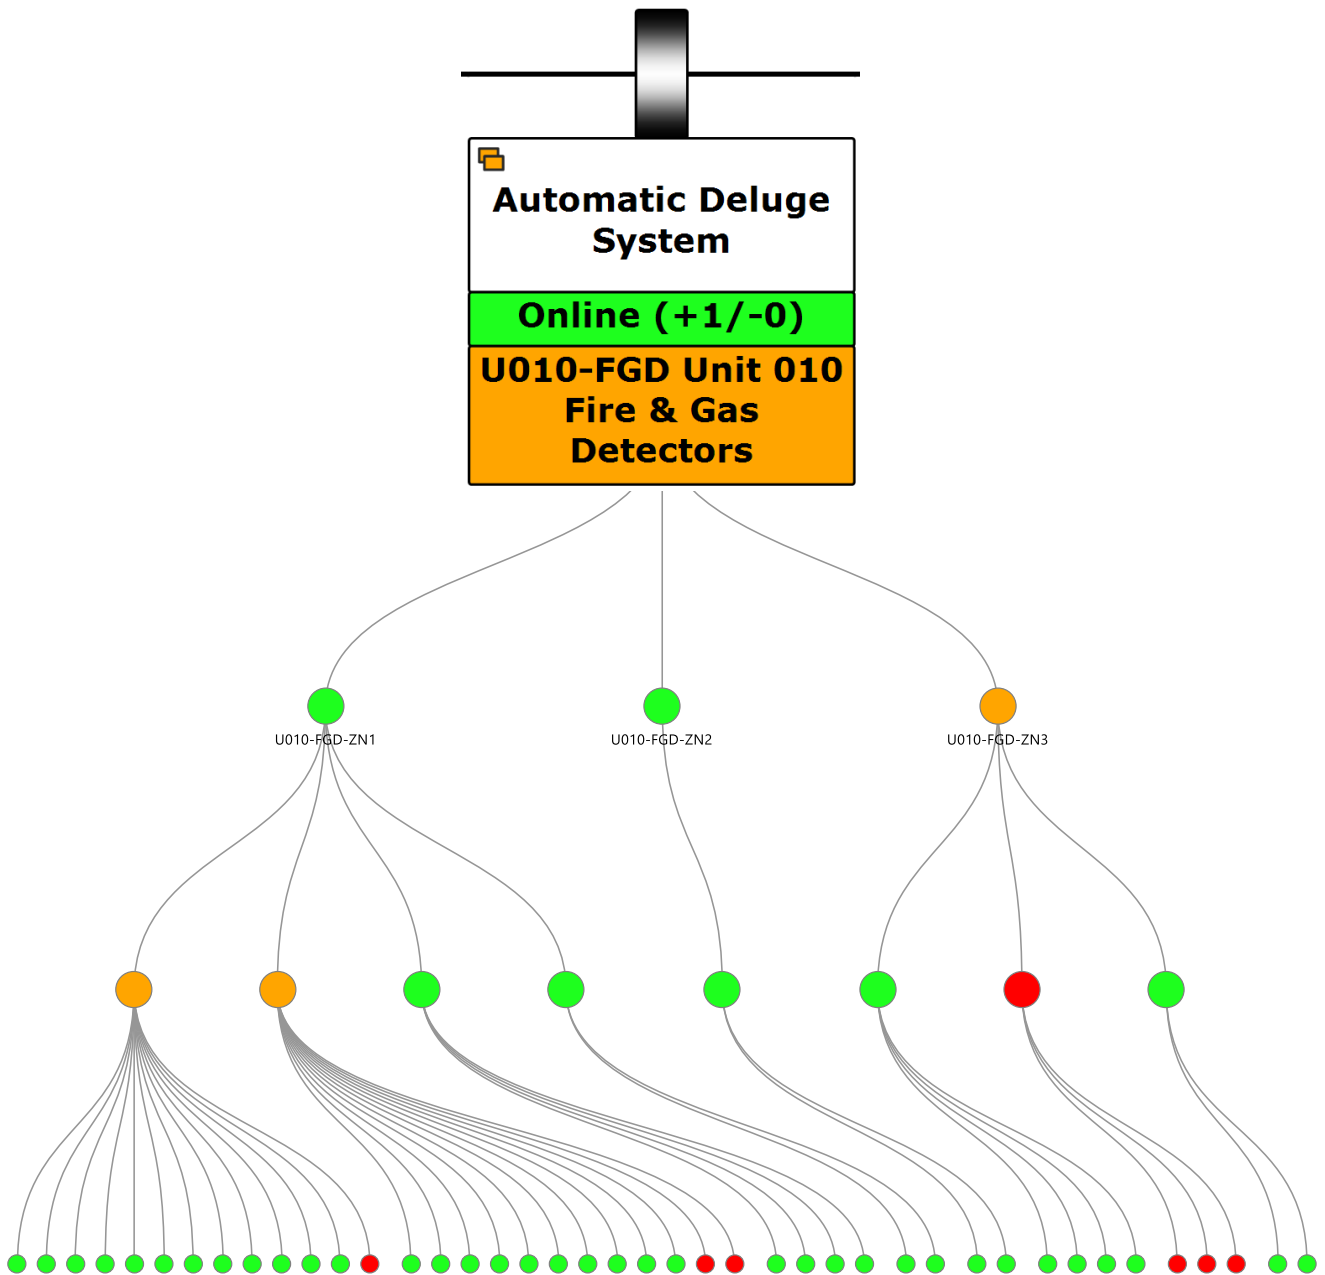 Automatic Deluge
System
Online (+1/-0)
U010-FGD Unit 010
Fire & Gas
Detectors
U010-FGD-ZN1
U010-FGD-ZN2
U010-FGD-ZN3